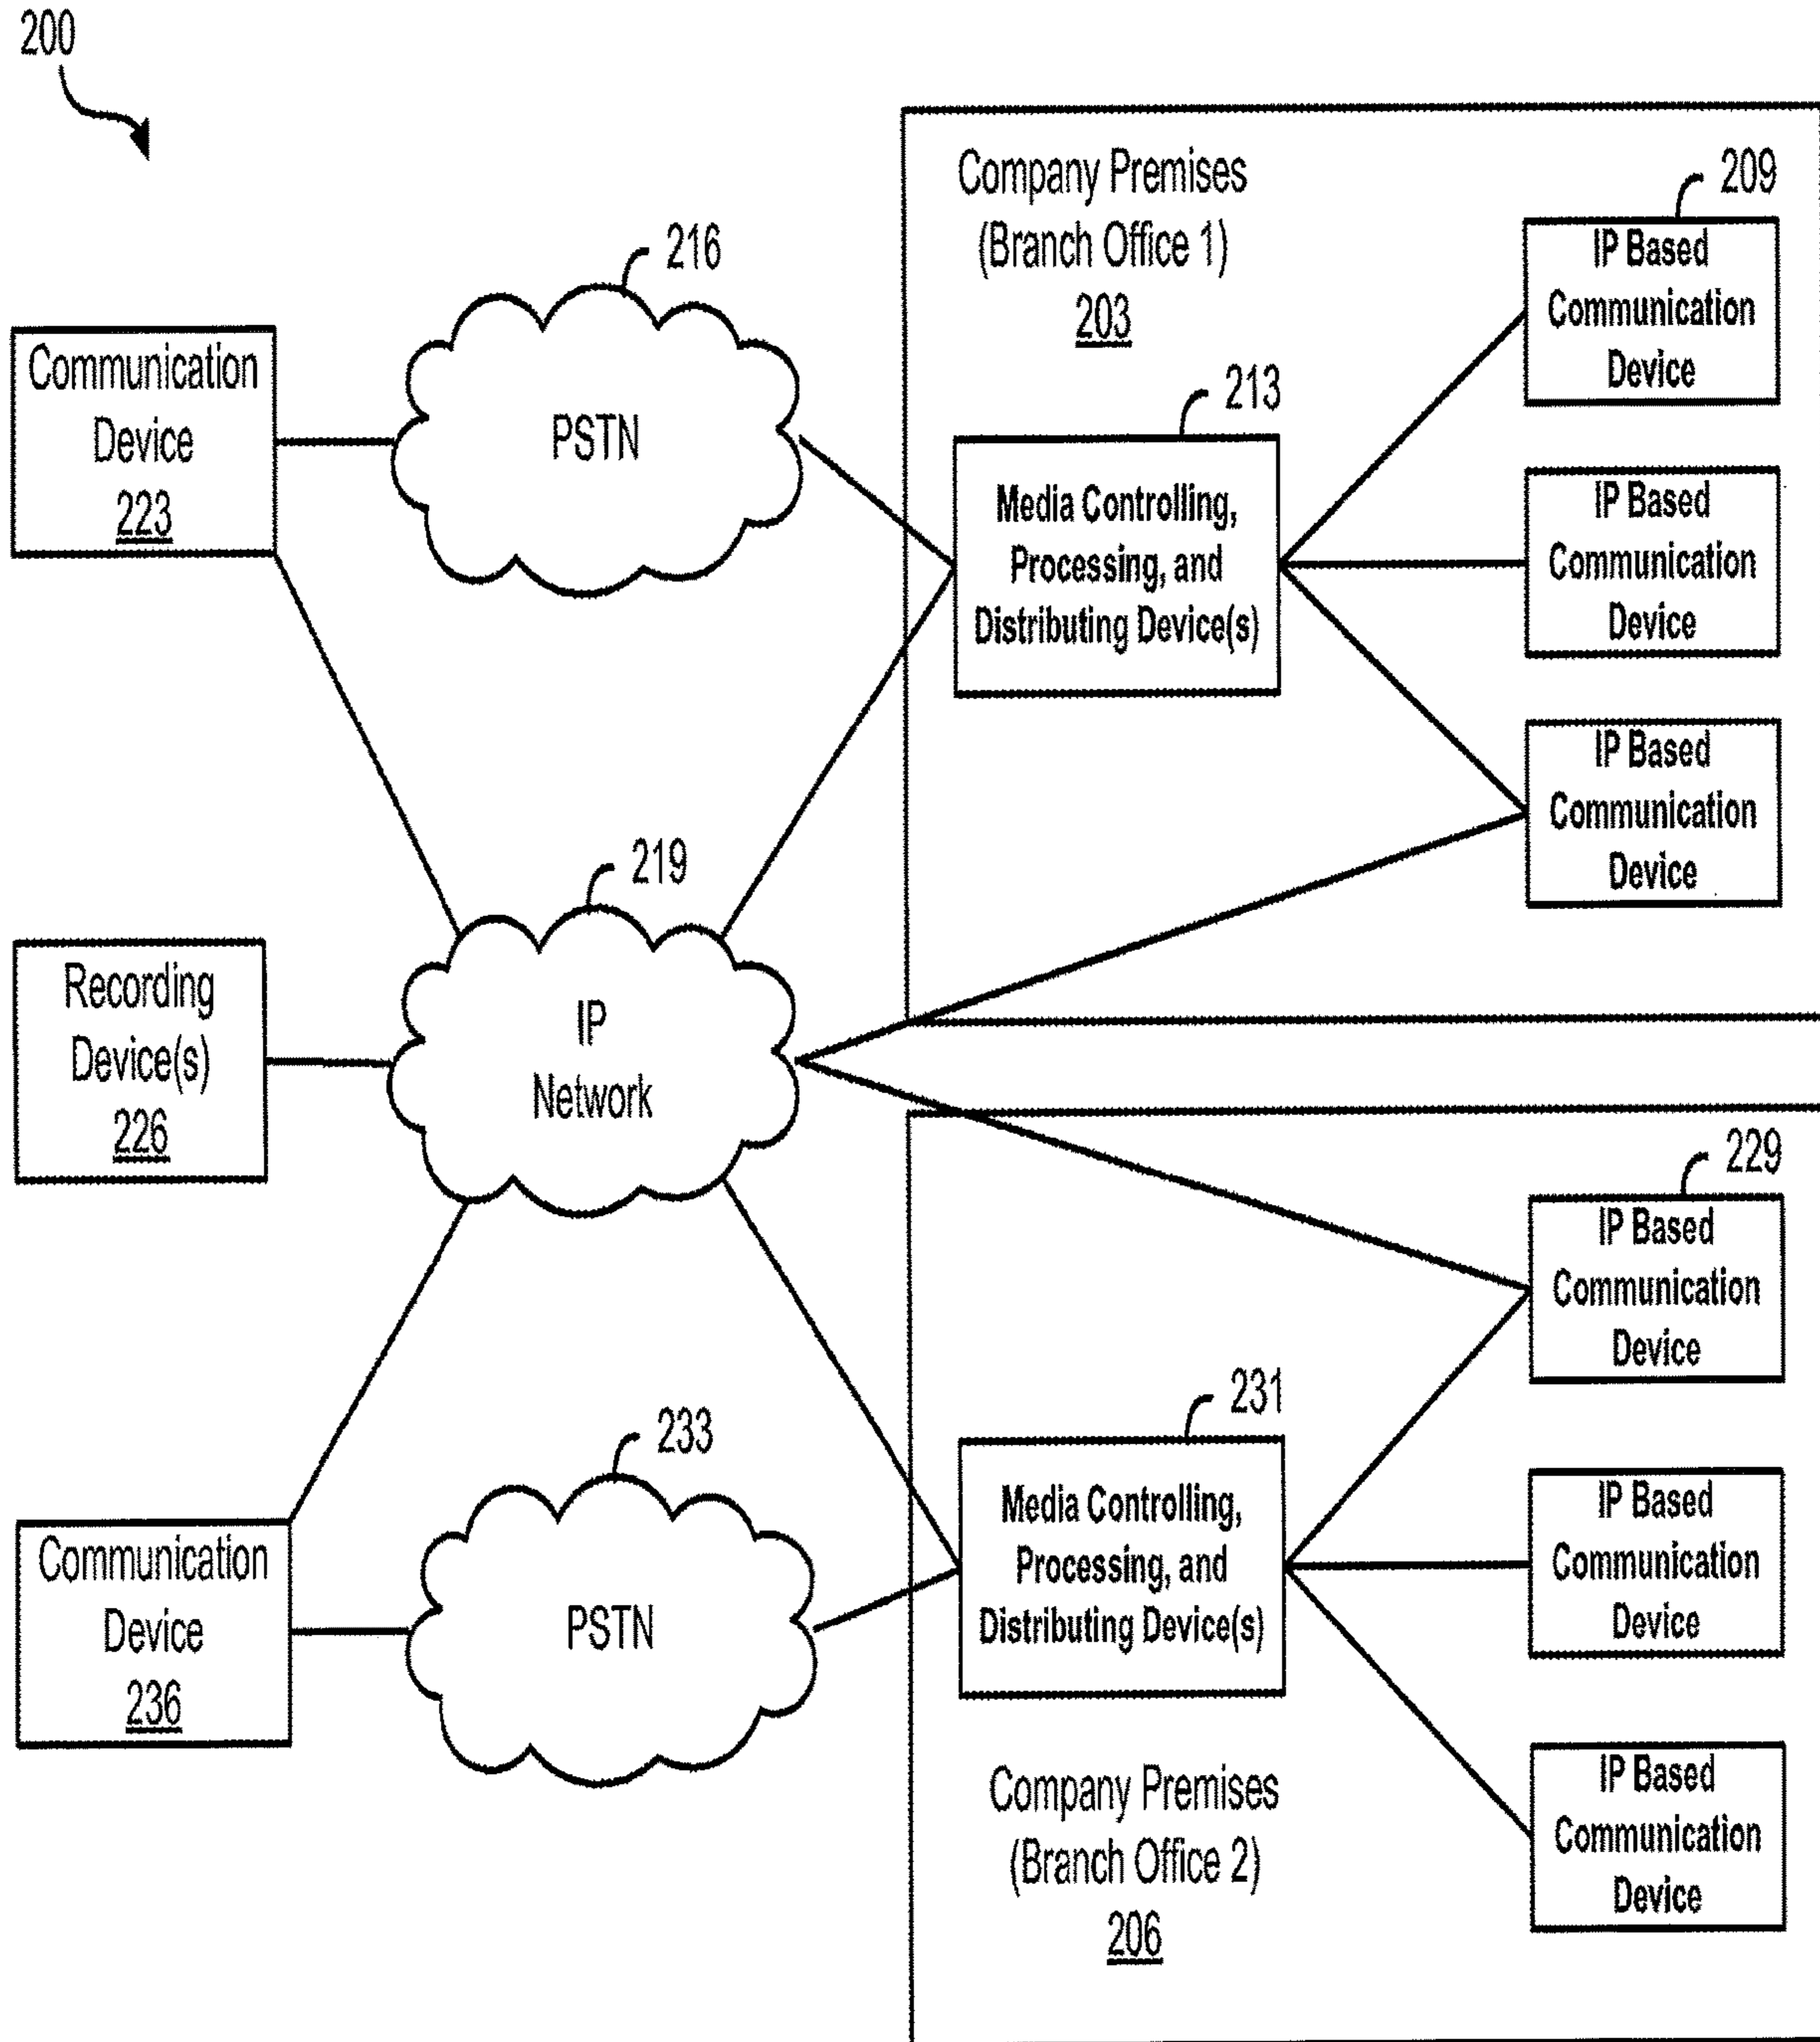 200
Company Premises
(Branch Office 1)
203
209
IP Based
Communication
Device
216
Communication
Device
223
PSTN
213
Media Controlling,
Processing, and
Distributing Device(s)
IP Based
Communication
Device
IP Based
Communication
Device
219
Recording
Device(s)
226
IP
Network
229
IP Based
Communication
Device
231
233
Communication
Device
236
PSTN
Media Controlling,
Processing, and
Distributing Device(s)
IP Based
Communication
Device
Company Premises
(Branch Office 2)
206
IP Based
Communication
Device